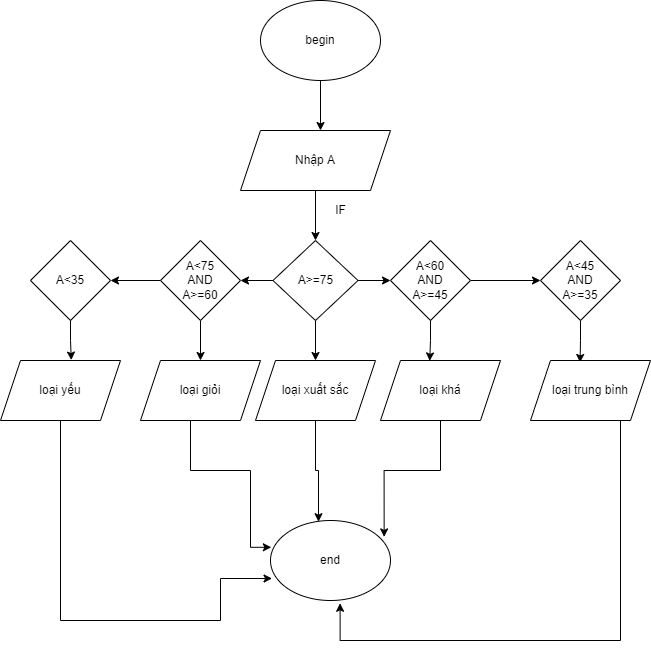 begin
Nhập A
IF
A<35
A<75
AND
A>=60
A>=75
A<60
AND
A>=45
A<45
AND
A>=35
loại yếu
loại giỏi
loại xuất sắc
loại khá
loại trung bình
end